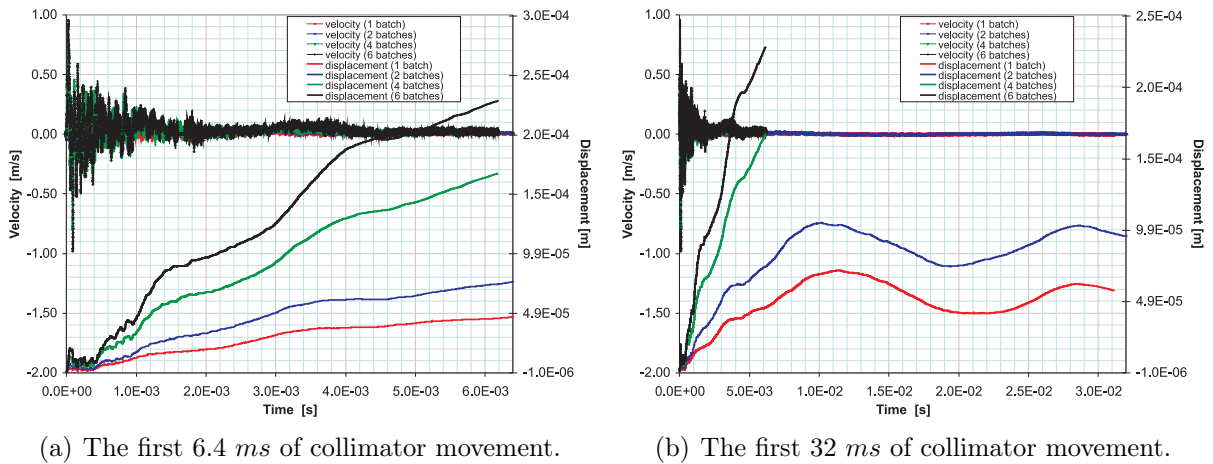 1.00
0.50
0.00
-0.50
-1.00
-1.50
-2.00
Velocity [m/s]
velocity (1 batch)
velocity (2 batches)
velocity (4 batches)
velocity (6 batches)
displacement (1 batch)
displacement (2 batches)
displacement (4 batches)
displacement (6 batches)
3.0E-04
2.5E-04
2.0E-04
1.5E-04
9.9E-05
4.9E-05
-1.0E-06
Displacement [m]
0.0E+00 1.0E-03 2.0E-03 3.0E-03 4.0E-03 5.0E-03 6.0E-03
Time [s]
(a) The first 6.4 ms of collimator movement.
1.00
0.50
0.00
-0.50
-1.00
-1.50
-2.00
Velocity [m/s]
velocity (1 batch)
velocity (2 batches)
velocity (4 batches)
velocity (6 batches)
displacement (1 batch)
displacement (2 batches)
displacement (4 batches)
displacement (6 batches)
2.5E-04
2.0E-04
1.5E-04
9.9E-05
4.9E-05
-1.0E-06
Displacement [m]
0.0E+00 5.0E-03 1.0E-02 1.5E-02 2.0E-02 2.5E-02 3.0E-02
Time [s]
(b) The first 32 ms of collimator movement.